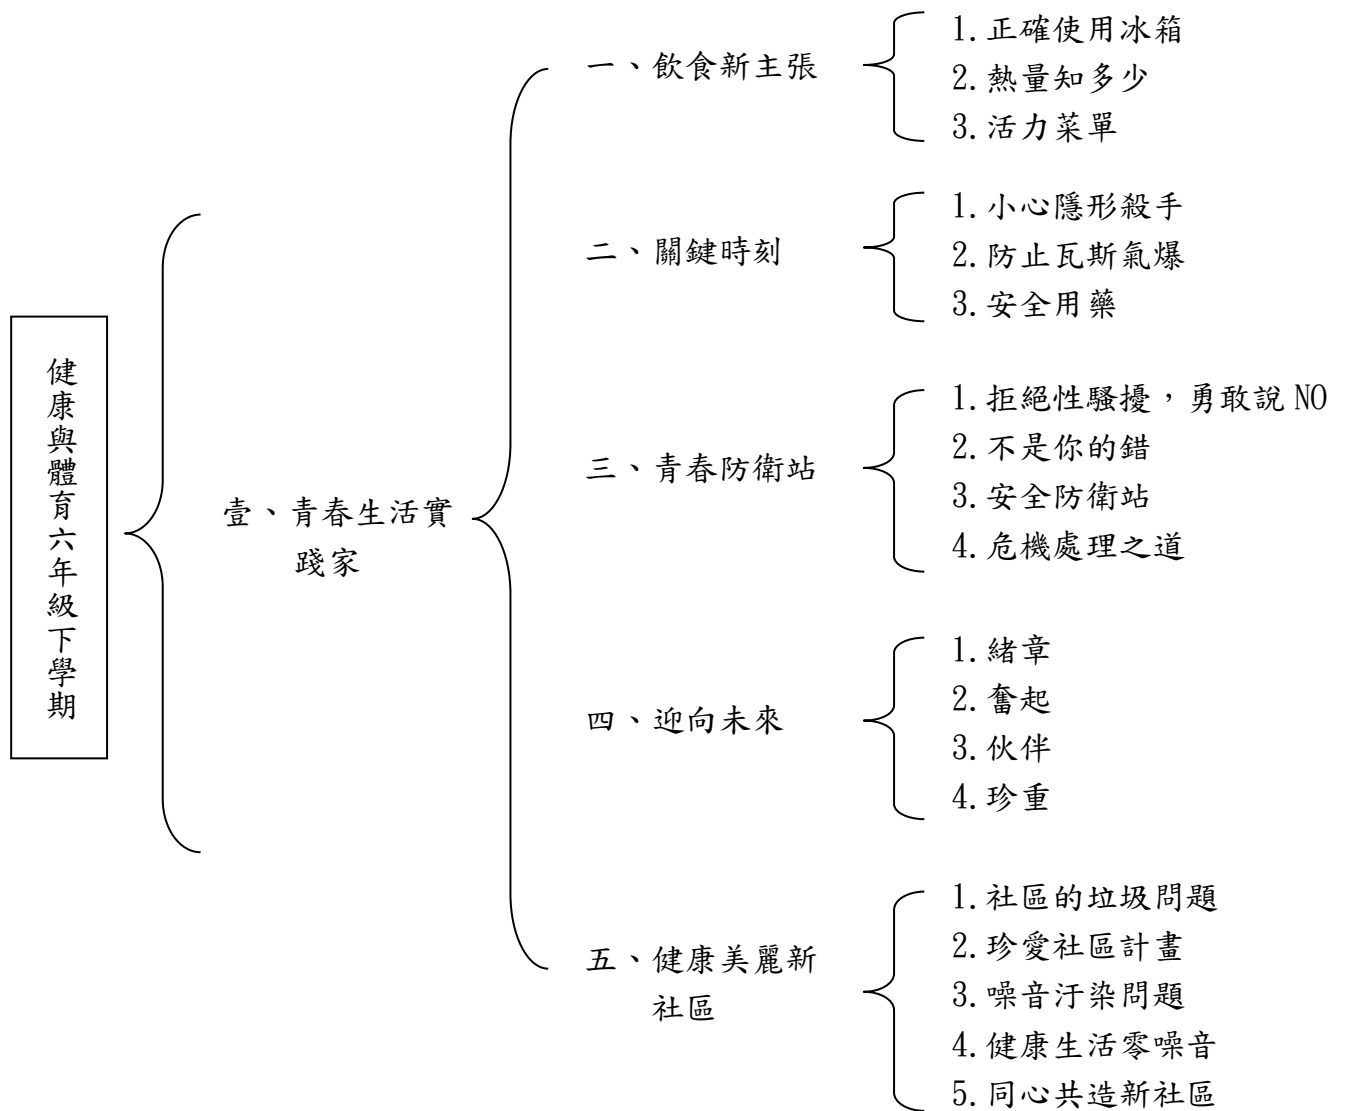 健康與體育六年級下學期
壹、青春生活實
踐家
一、飲食新主張
1.正確使用冰箱
2.熱量知多少
3.活力菜單
二、關鍵時刻
1.小心隱形殺手
2.防止瓦斯氣爆
3.安全用藥
三、青春防衛站
1.拒絕性騷擾，勇敢說 NO
2.不是你的錯
3.安全防衛站
4.危機處理之道
四、迎向未來
1.緒章
2.奮起
3.伙伴
4.珍重
五、健康美麗新
社區
1.社區的垃圾問題
2.珍愛社區計畫
3.噪音汙染問題
4.健康生活零噪音
5.同心共造新社區